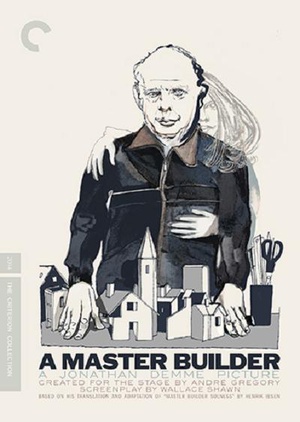 A MASTER BUILDER
A JONATHAN DEMME PICTURE
CREATED FOR THE STAGE BY ANDRE GREGORY
SCREENPLAY BY WALLACE SHAWN
BASED ON HIS TRANSLATION AND ADAPTATION OF "MASTER BUILDER SOLNESS" BY HENRIK IBSEN
THE CRITERION COLLECTION